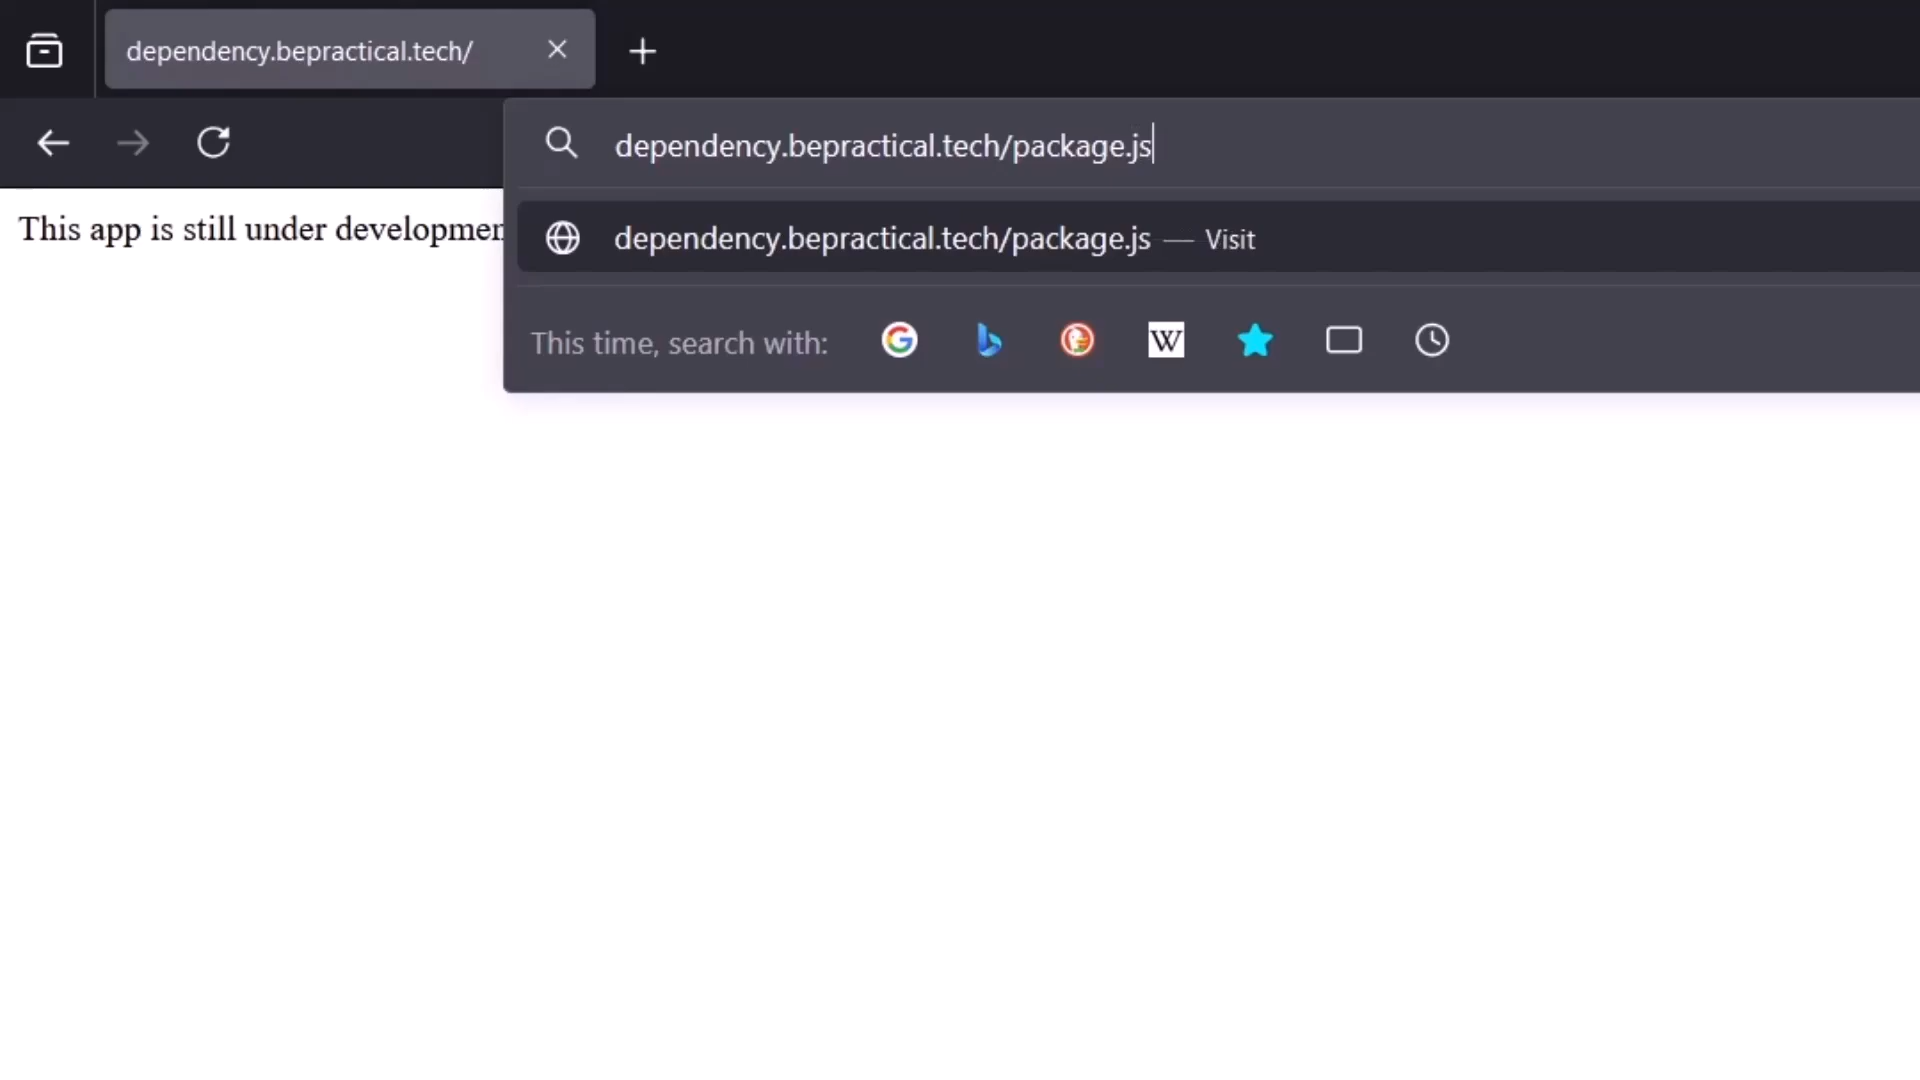 dependency.bepractical.tech/
dependency.bepractical.tech/package.js
This app is still under developmen
dependency.bepractical.tech/package.js — Visit
This time, search with:
W